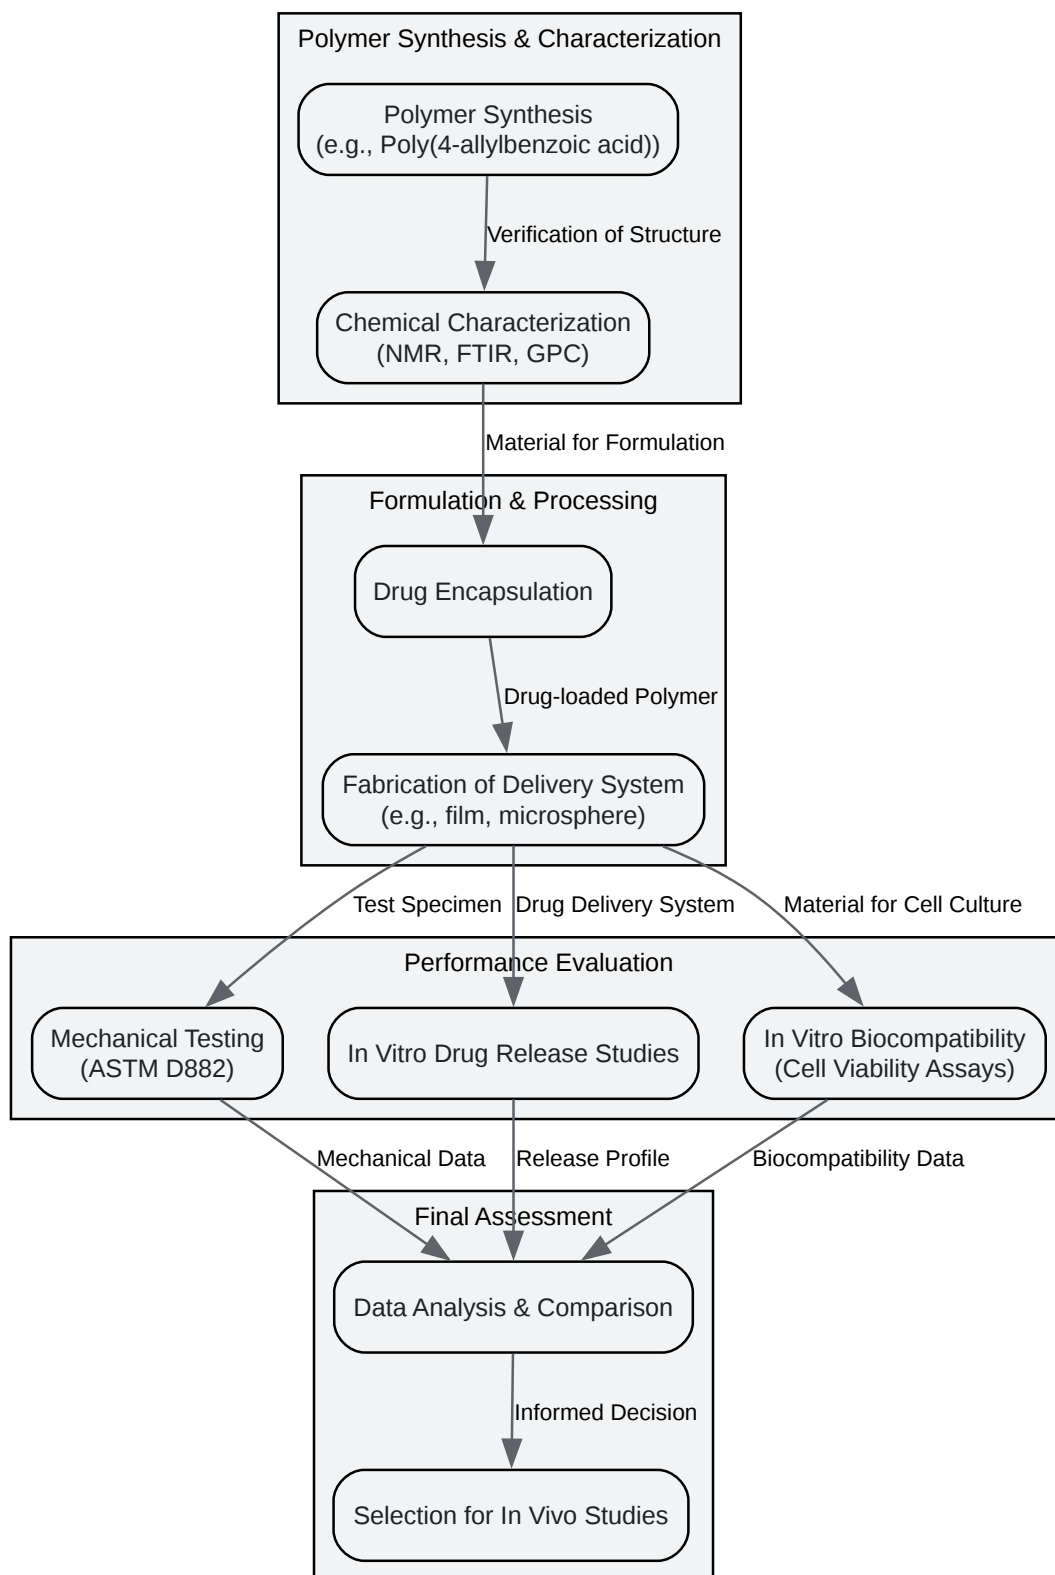 Polymer Synthesis & Characterization
Polymer Synthesis
(e.g., Poly(4-allylbenzoic acid))
Verification of Structure
Chemical Characterization
(NMR, FTIR, GPC)
Material for Formulation
Formulation & Processing
Drug Encapsulation
Drug-loaded Polymer
Fabrication of Delivery System
(e.g., film, microsphere)
Test Specimen
Drug Delivery System
Material for Cell Culture
Performance Evaluation
Mechanical Testing
(ASTM D882)
In Vitro Drug Release Studies
In Vitro Biocompatibility
(Cell Viability Assays)
Mechanical Data
Release Profile
Biocompatibility Data
Final Assessment
Data Analysis & Comparison
Informed Decision
Selection for In Vivo Studies